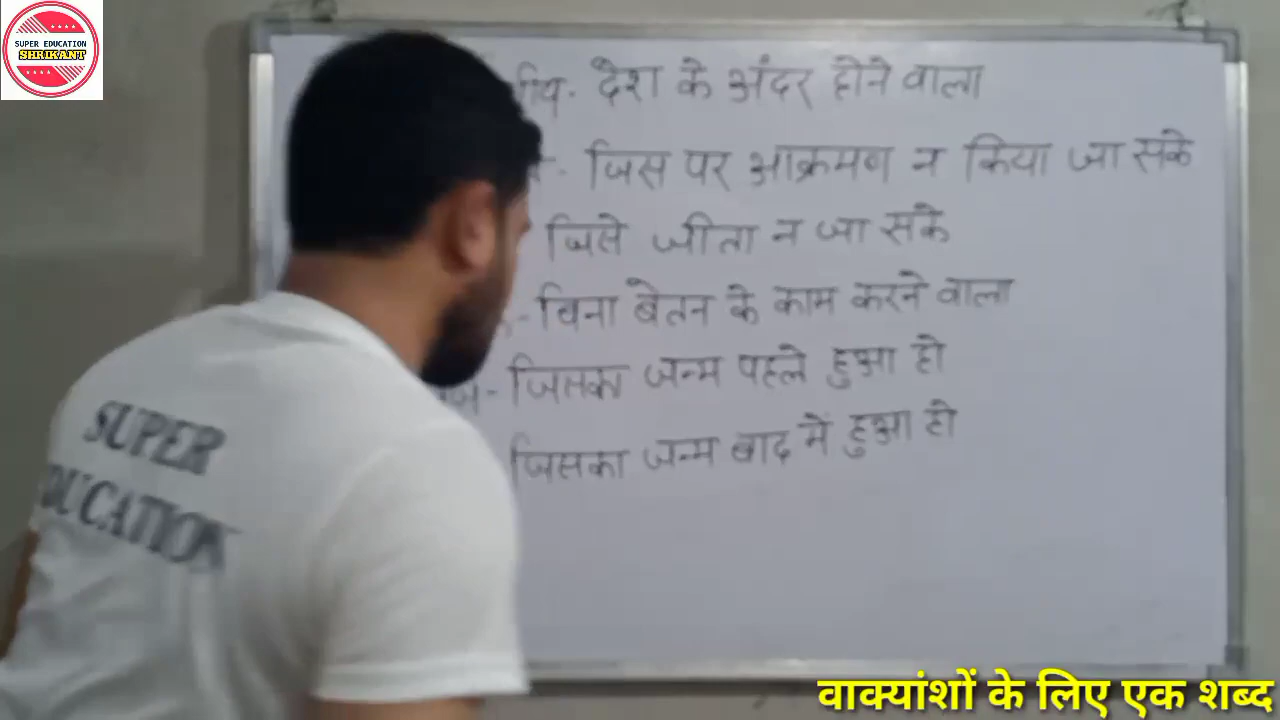 SUPER EDUCATION
SHRIKANT
देश के अंदर होने वाला
- जिस पर आक्रमण न किया जा सके
जिसे जीता न जा सके
- बिना बेतन के काम करने वाला
- जिसका जन्म पहले हुआ हो
जिसका जन्म बाद में हुआ हो
SUPER
EDUCATION
वाक्यांशों के लिए एक शब्द